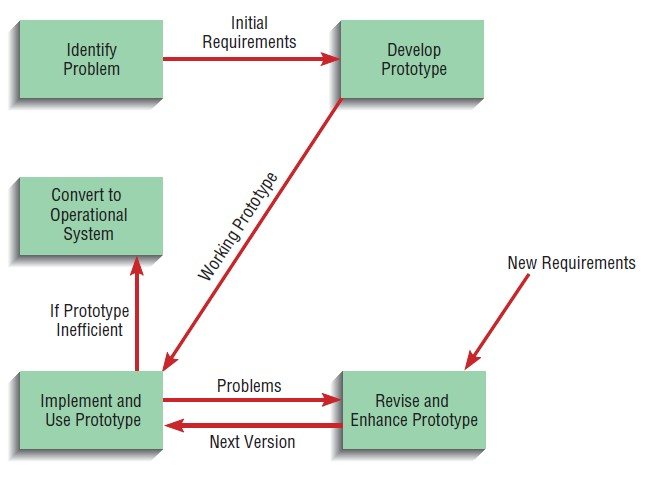 Initial
Requirements
Identify
Problem
Develop
Prototype
Convert to
Operational
System
Working Prototype
New Requirements
If Prototype
Inefficient
Implement and
Use Prototype
Problems
Next Version
Revise and
Enhance Prototype